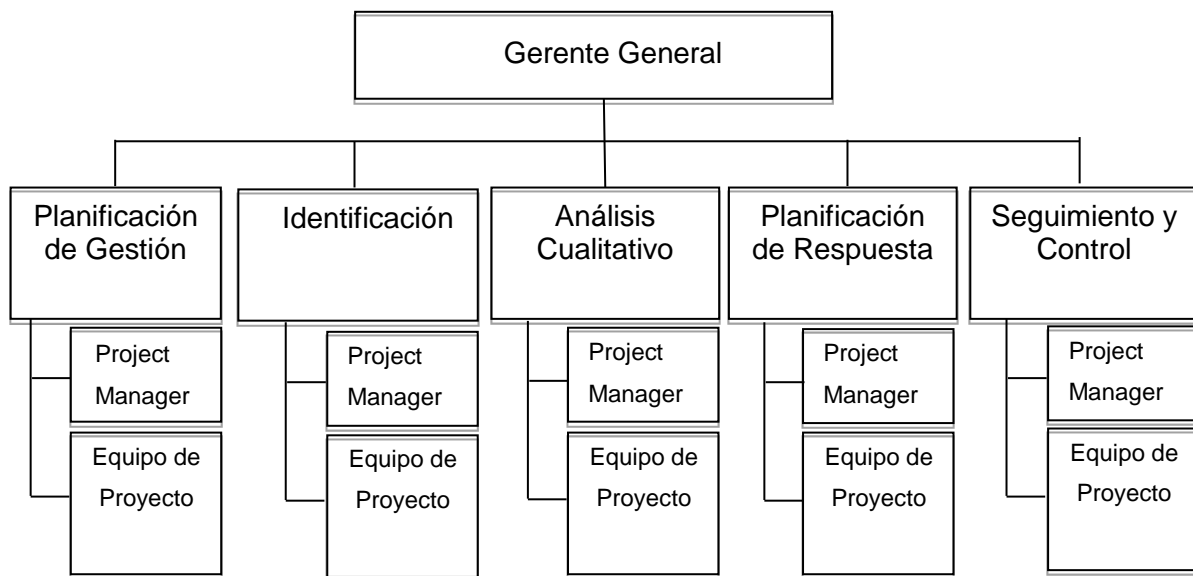 Gerente General
Planificación
de Gestión
Identificación
Análisis
Cualitativo
Planificación
de Respuesta
Seguimiento y
Control
Project
Manager
Project
Manager
Project
Manager
Project
Manager
Project
Manager
Equipo de
Proyecto
Equipo de
Proyecto
Equipo de
Proyecto
Equipo de
Proyecto
Equipo de
Proyecto